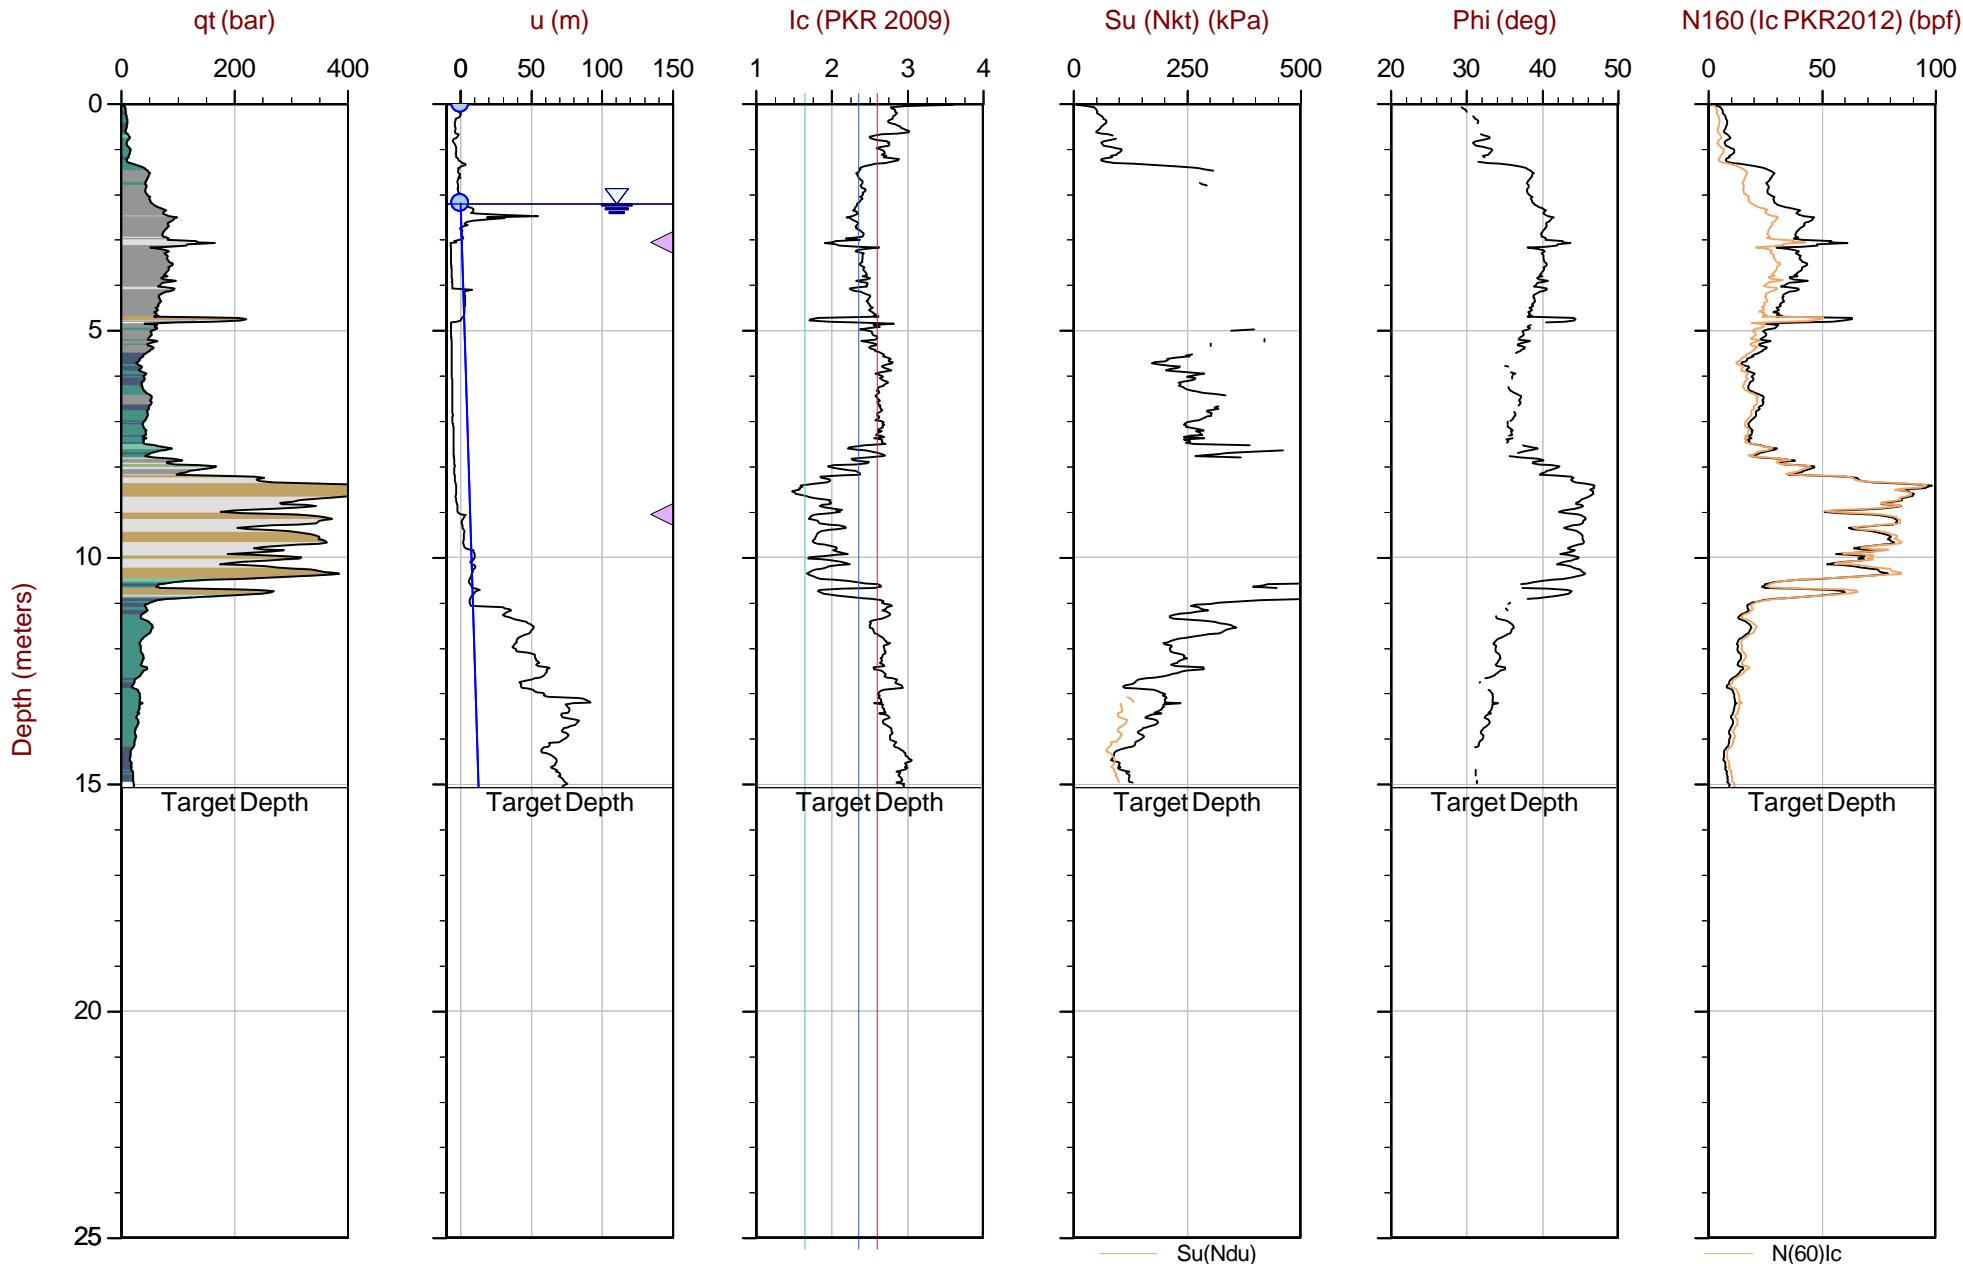 qt (bar) u (m) Ic (PKR 2009) Su (Nkt) (kPa) Phi (deg) N160 (Ic PKR2012) (bpf)
0 200 400 0 50 100 150 1 2 3 4 0 250 500 20 30 40 50 0 50 100
0
5
10
15
20
25
Depth (meters)
Target Depth Target Depth Target Depth Target Depth Target Depth Target Depth
Su(Ndu) N(60)Ic